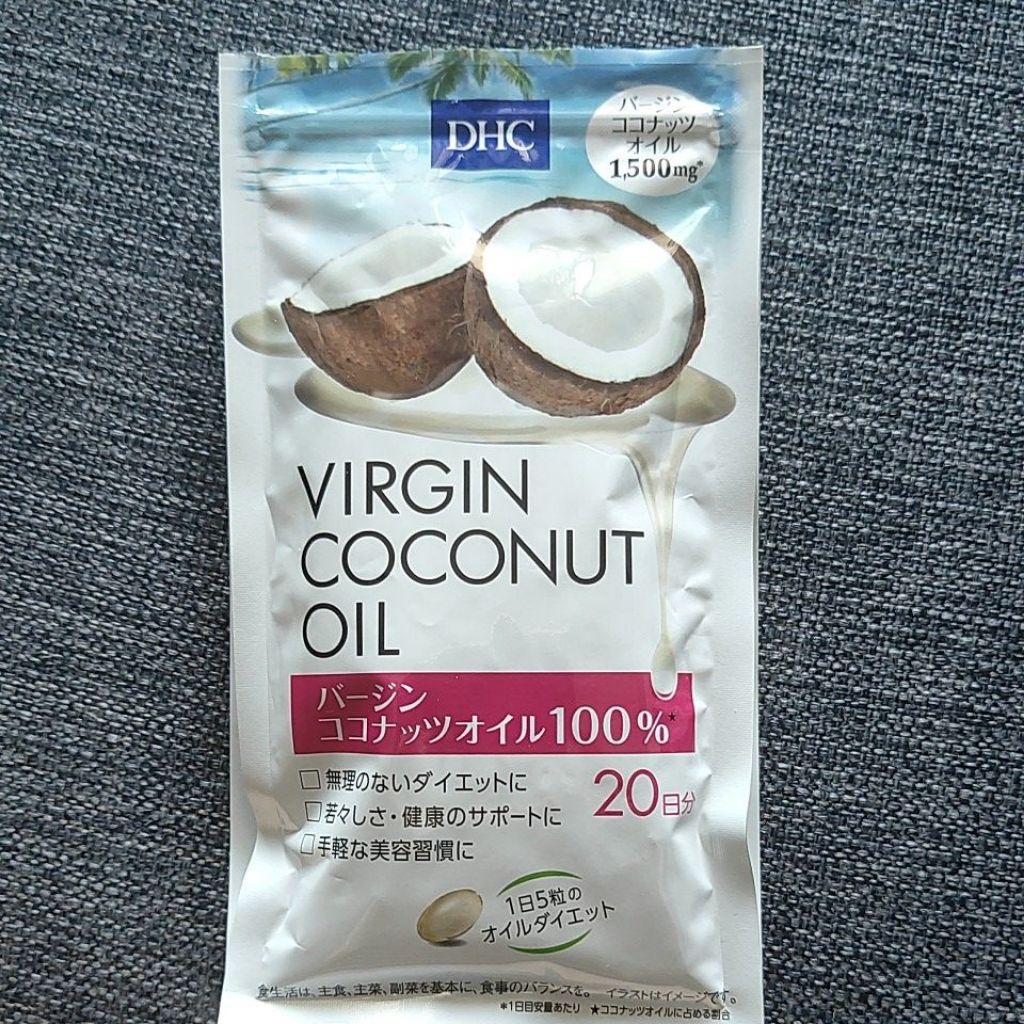 DHC
バージン
ココナッツ
オイル
1,500mg*
VIRGIN
COCONUT
OIL
バージン
ココナッツオイル100%★
□無理のないダイエットに
□若々しさ・健康のサポートに
□手軽な美容習慣に
20日分
1日5粒の
オイルダイエット
食生活は、主食、主菜、副菜を基本に、食事のバランスを。 イラストはイメージです。
*1日目安量あたり ★ココナッツオイルに占める割合